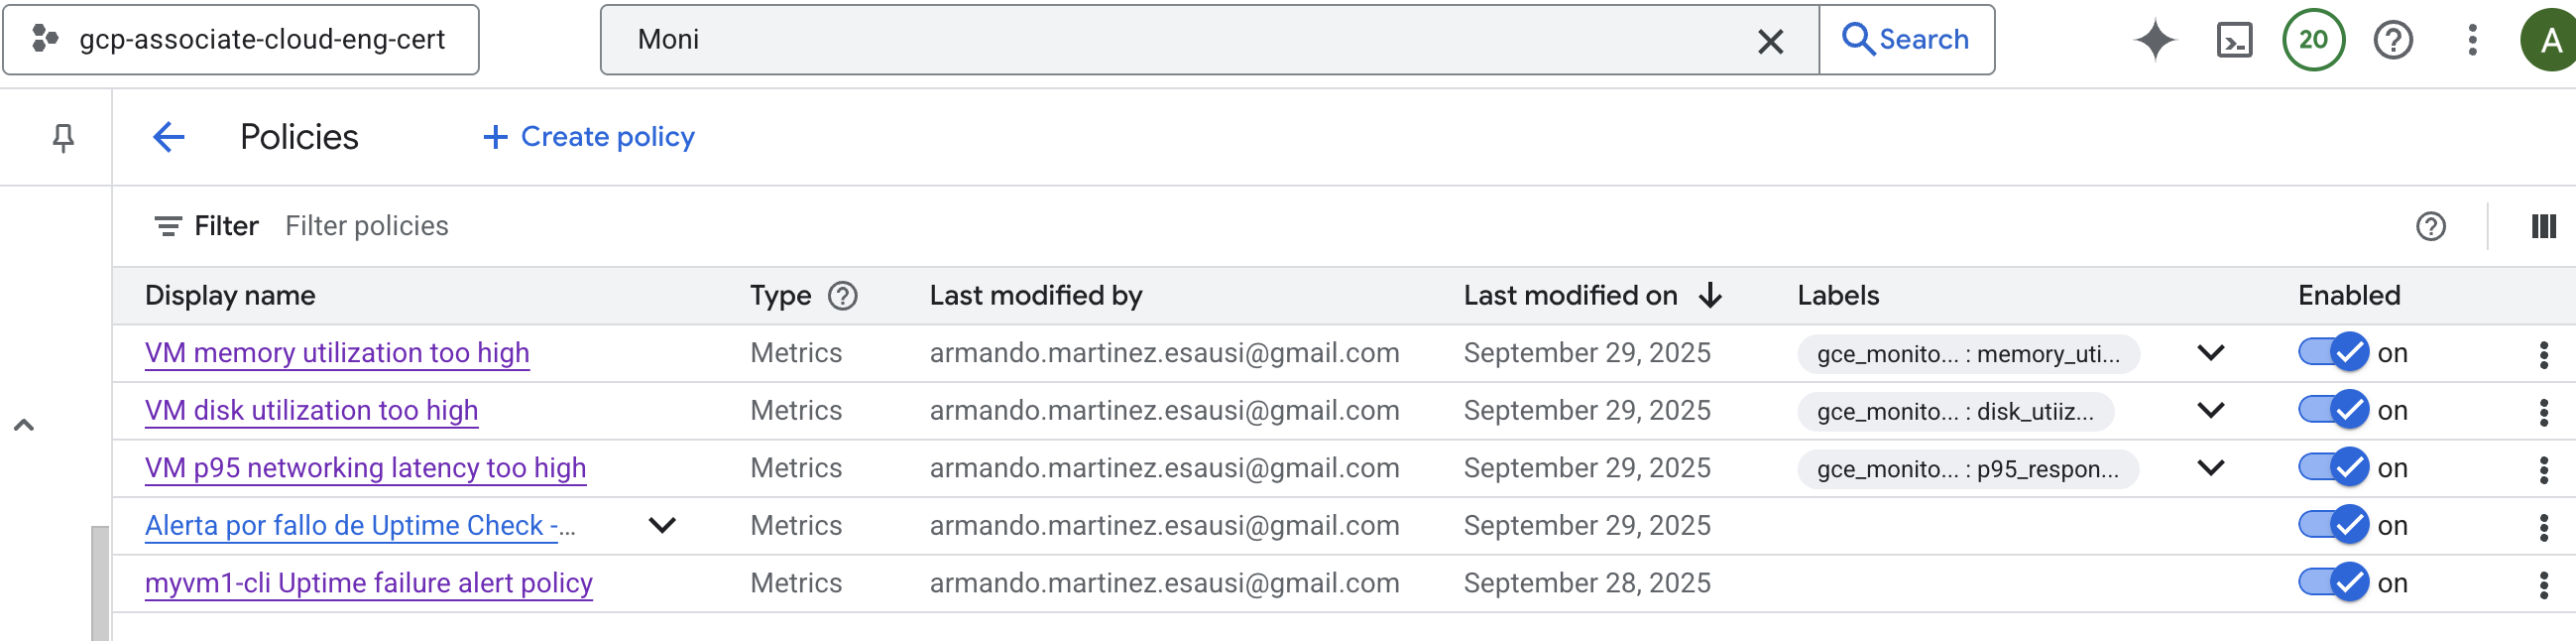 gcp-associate-cloud-eng-cert Moni Search 20 A
Policies Create policy
Filter Filter policies
Display name Type Last modified by Last modified on Labels Enabled
VM memory utilization too high Metrics armando.martinez.esausi@gmail.com September 29, 2025 gce_monito... : memory_uti... on
VM disk utilization too high Metrics armando.martinez.esausi@gmail.com September 29, 2025 gce_monito... : disk_utiiz... on
VM p95 networking latency too high Metrics armando.martinez.esausi@gmail.com September 29, 2025 gce_monito... : p95_respon... on
Alerta por fallo de Uptime Check -... Metrics armando.martinez.esausi@gmail.com September 29, 2025 on
myvm1-cli Uptime failure alert policy Metrics armando.martinez.esausi@gmail.com September 28, 2025 on